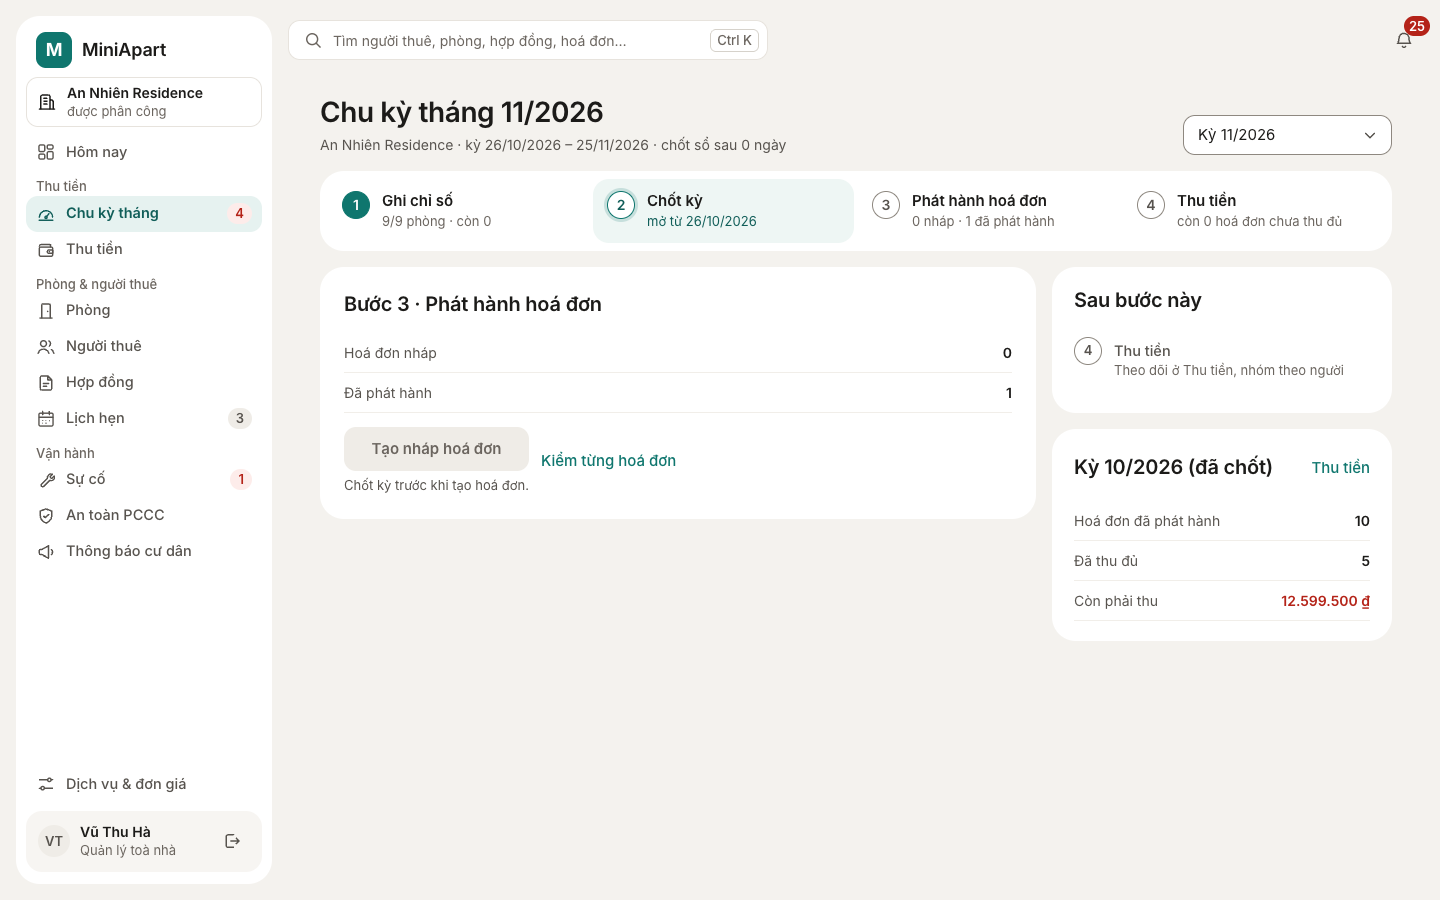 M MiniApart
An Nhiên Residence
được phân công
Hôm nay
Thu tiền
Chu kỳ tháng 4
Thu tiền
Phòng & người thuê
Phòng
Người thuê
Hợp đồng
Lịch hẹn 3
Vận hành
Sự cố 1
An toàn PCCC
Thông báo cư dân
Dịch vụ & đơn giá
VT
Vũ Thu Hà
Quản lý toà nhà
Tìm người thuê, phòng, hợp đồng, hoá đơn... Ctrl K
25
Chu kỳ tháng 11/2026
An Nhiên Residence · kỳ 26/10/2026 – 25/11/2026 · chốt sổ sau 0 ngày
Kỳ 11/2026
1 Ghi chỉ số
9/9 phòng · còn 0
2 Chốt kỳ
mở từ 26/10/2026
3 Phát hành hoá đơn
0 nháp · 1 đã phát hành
4 Thu tiền
còn 0 hoá đơn chưa thu đủ
Bước 3 · Phát hành hoá đơn
Hoá đơn nháp 0
Đã phát hành 1
Tạo nháp hoá đơn
Kiểm từng hoá đơn
Chốt kỳ trước khi tạo hoá đơn.
Sau bước này
4 Thu tiền
Theo dõi ở Thu tiền, nhóm theo người
Kỳ 10/2026 (đã chốt) Thu tiền
Hoá đơn đã phát hành 10
Đã thu đủ 5
Còn phải thu 12.599.500 ₫